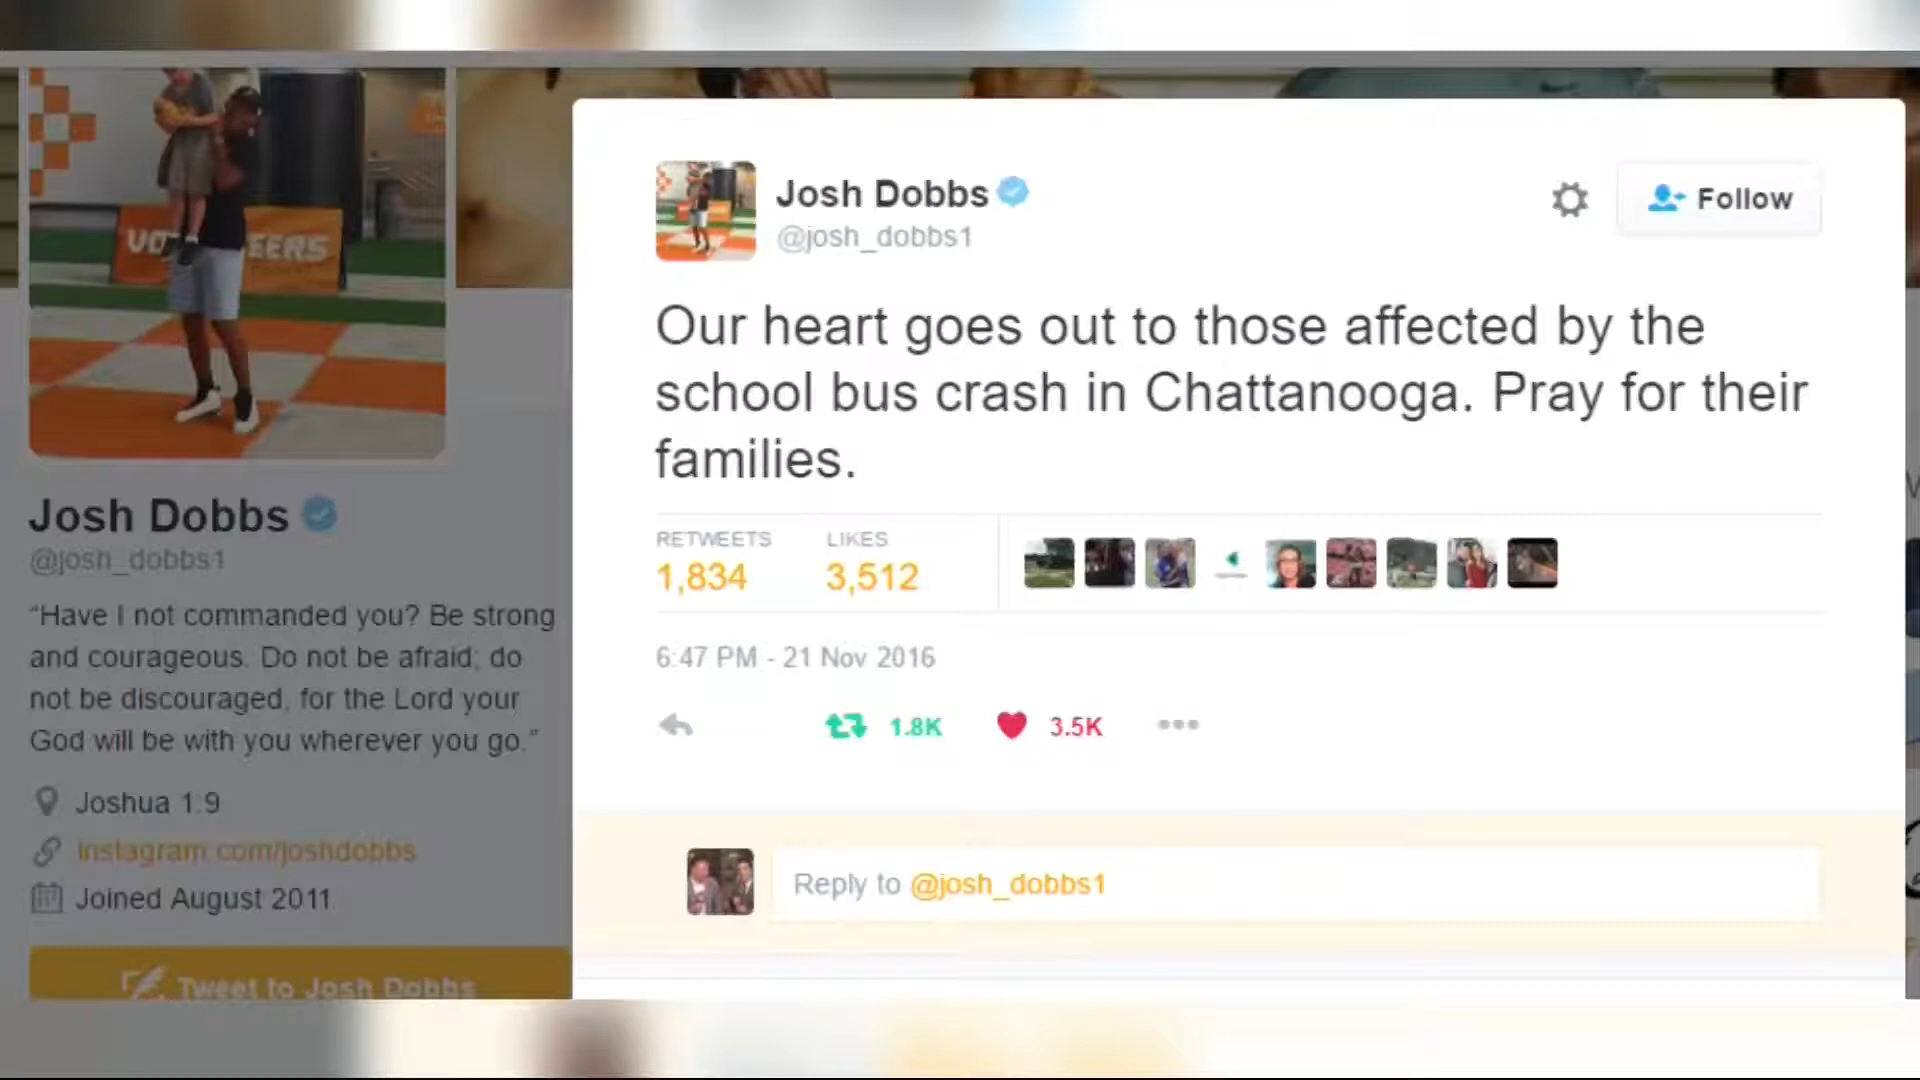 VO EERS
Josh Dobbs
@josh_dobbs1
“Have I not commanded you? Be strong
and courageous. Do not be afraid; do
not be discouraged, for the Lord your
God will be with you wherever you go.”
Joshua 1:9
instagram.com/joshdobbs
Joined August 2011
Tweet to Josh Dobbs
Josh Dobbs
@josh_dobbs1
Follow
Our heart goes out to those affected by the
school bus crash in Chattanooga. Pray for their
families.
RETWEETS LIKES
1,834 3,512
6:47 PM - 21 Nov 2016
1.8K 3.5K
Reply to @josh_dobbs1